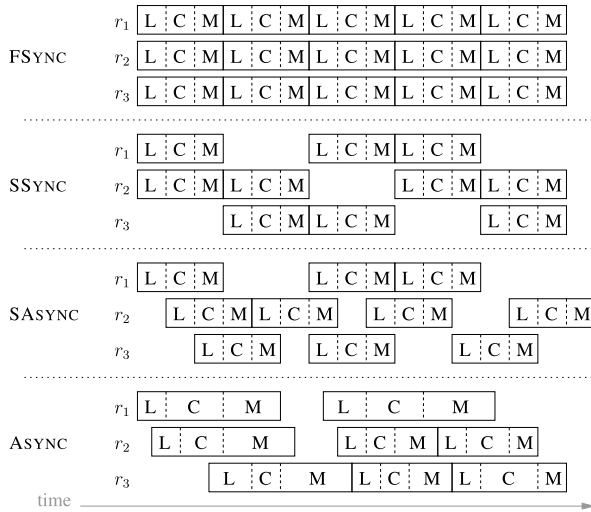 r1 L C M L C M L C M L C M L C M
FSYNC r2 L C M L C M L C M L C M L C M
r3 L C M L C M L C M L C M L C M
r1 L C M L C M L C M
SSYNC r2 L C M L C M L C M L C M
r3 L C M L C M L C M
r1 L C M L C M L C M
SASYNC r2 L C M L C M L C M L C M
r3 L C M L C M L C M
r1 L C M L C M
ASYNC r2 L C M L C M L C M
r3 L C M L C M L C M
time